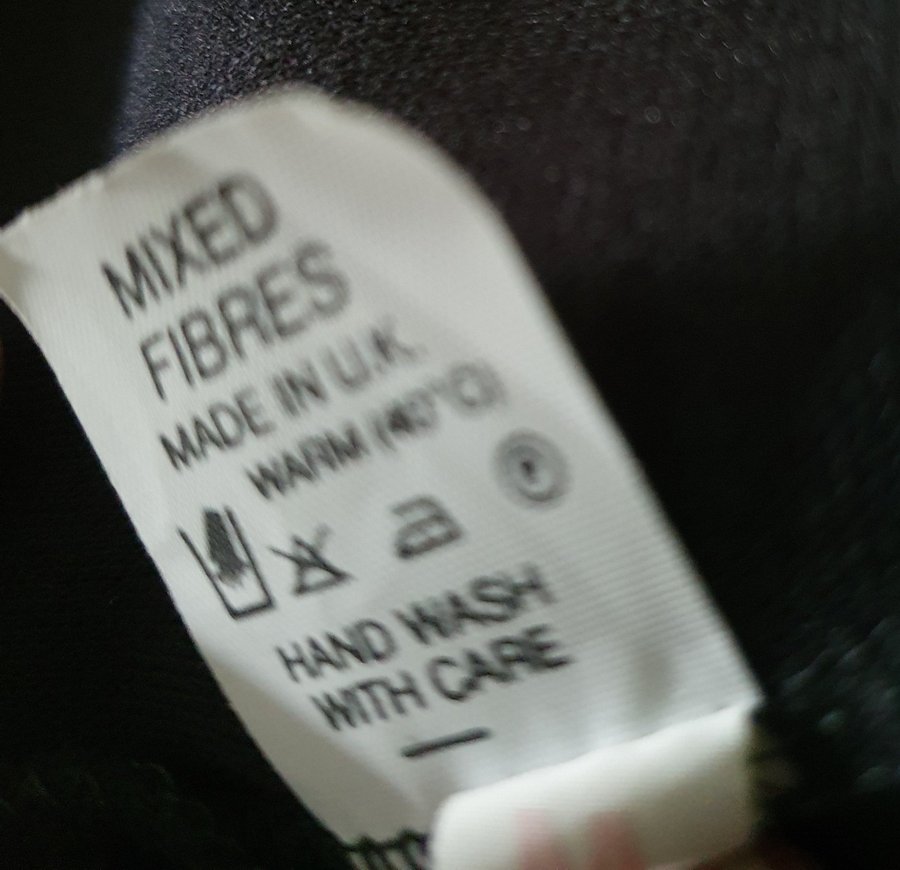 MIXED
FIBRES
MADE IN U.K.
WARM (40°C)
P
HAND WASH
WITH CARE